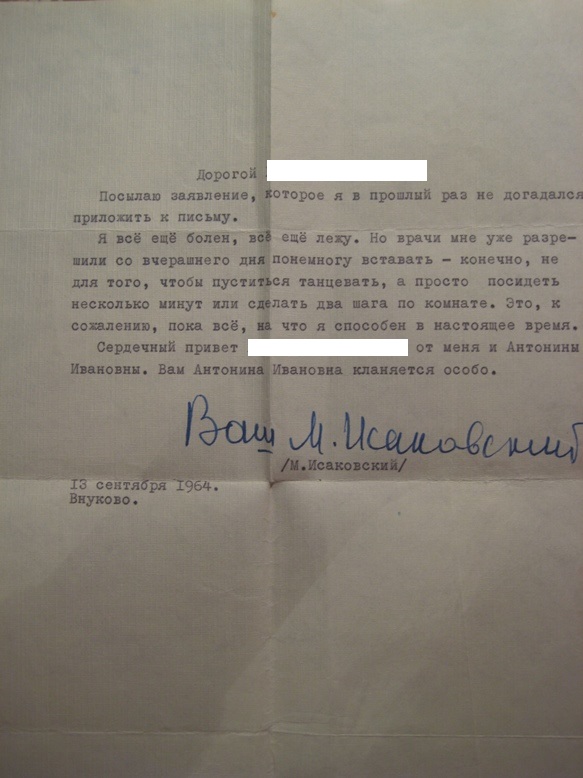 Дорогой
Посылаю заявление, которое я в прошлый раз не догадался
приложить к письму.
Я всё ещё болен, всё ещё лежу. Но врачи мне уже разре-
шили со вчерашнего дня понемногу вставать - конечно, не
для того, чтобы пуститься танцевать, а просто посидеть
несколько минут или сделать два шага по комнате. Это, к
сожалению, пока всё, на что я способен в настоящее время.
Сердечный привет от меня и Антонины
Ивановны. Вам Антонина Ивановна кланяется особо.
Ваш М. Исаковский
/М.Исаковский/
13 сентября 1964.
Внуково.